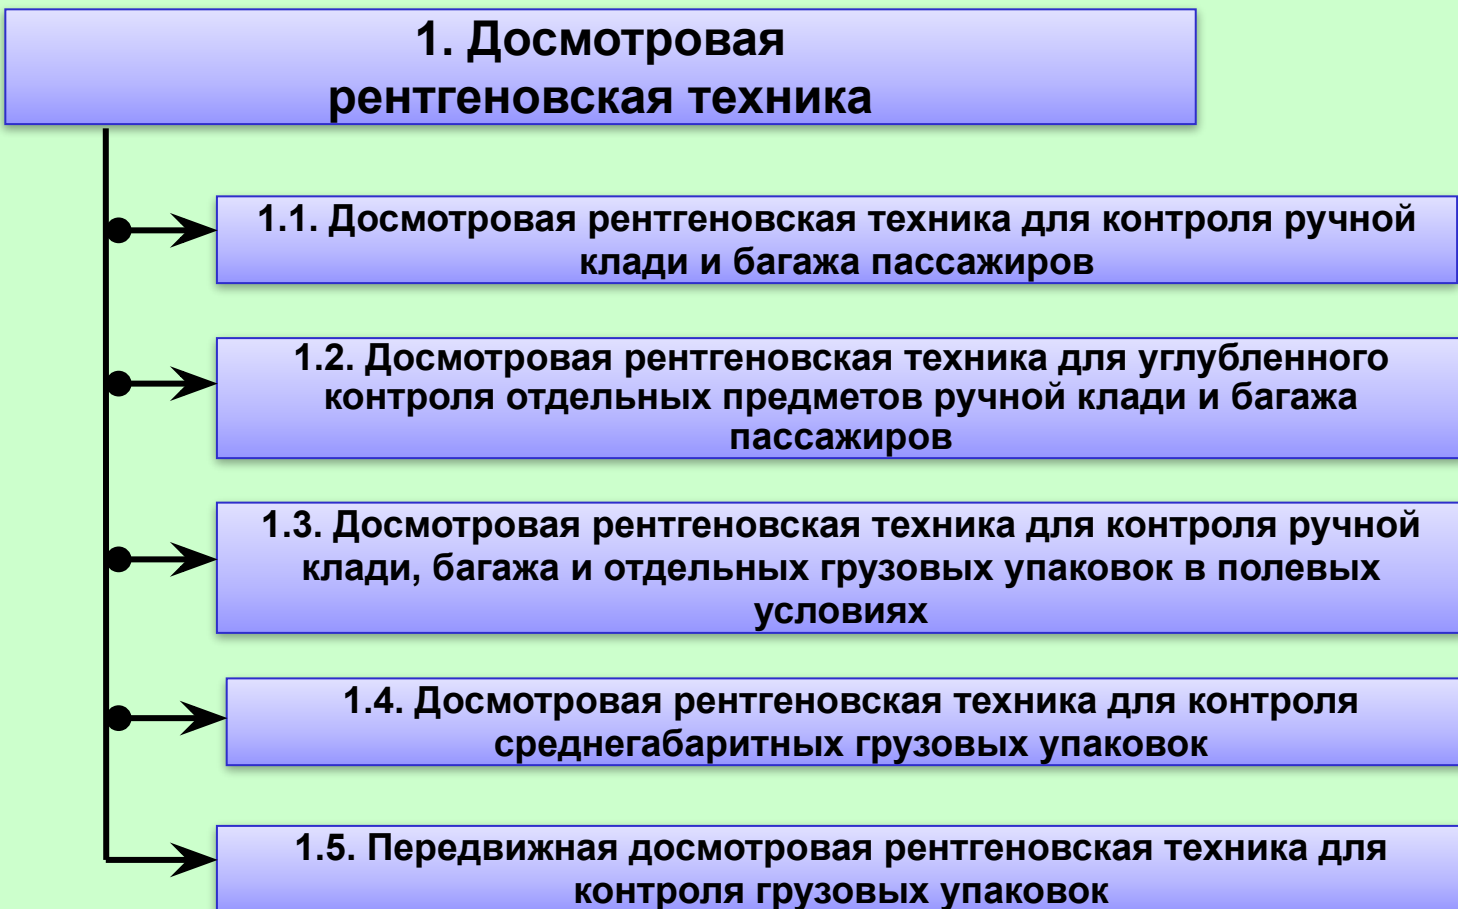 1. Досмотровая
рентгеновская техника
1.1. Досмотровая рентгеновская техника для контроля ручной
клади и багажа пассажиров
1.2. Досмотровая рентгеновская техника для углубленного
контроля отдельных предметов ручной клади и багажа
пассажиров
1.3. Досмотровая рентгеновская техника для контроля ручной
клади, багажа и отдельных грузовых упаковок в полевых
условиях
1.4. Досмотровая рентгеновская техника для контроля
среднегабаритных грузовых упаковок
1.5. Передвижная досмотровая рентгеновская техника для
контроля грузовых упаковок